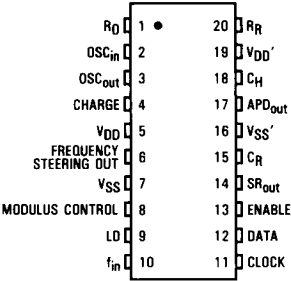 RO 1 20 RR
OSCin 2 19 VDD'
OSCout 3 18 CH
CHARGE 4 17 APDout
VDD 5 16 VSS'
FREQUENCY
STEERING OUT 6 15 CR
VSS 7 14 SRout
MODULUS CONTROL 8 13 ENABLE
LD 9 12 DATA
fin 10 11 CLOCK